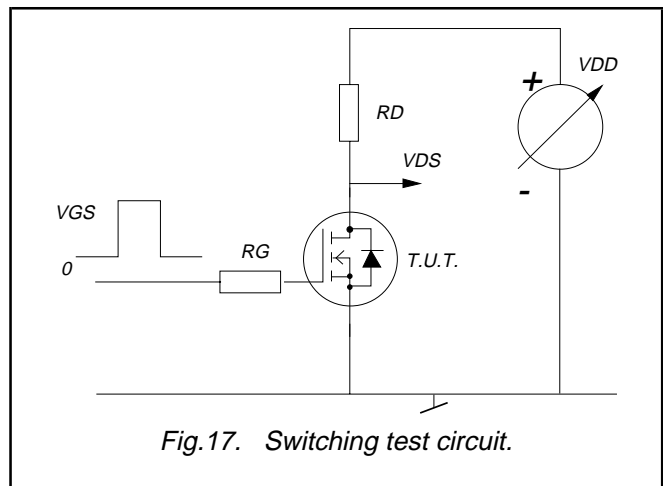 +
VDD
RD
VDS
-
VGS
RG
T.U.T.
0
Fig.17. Switching test circuit.